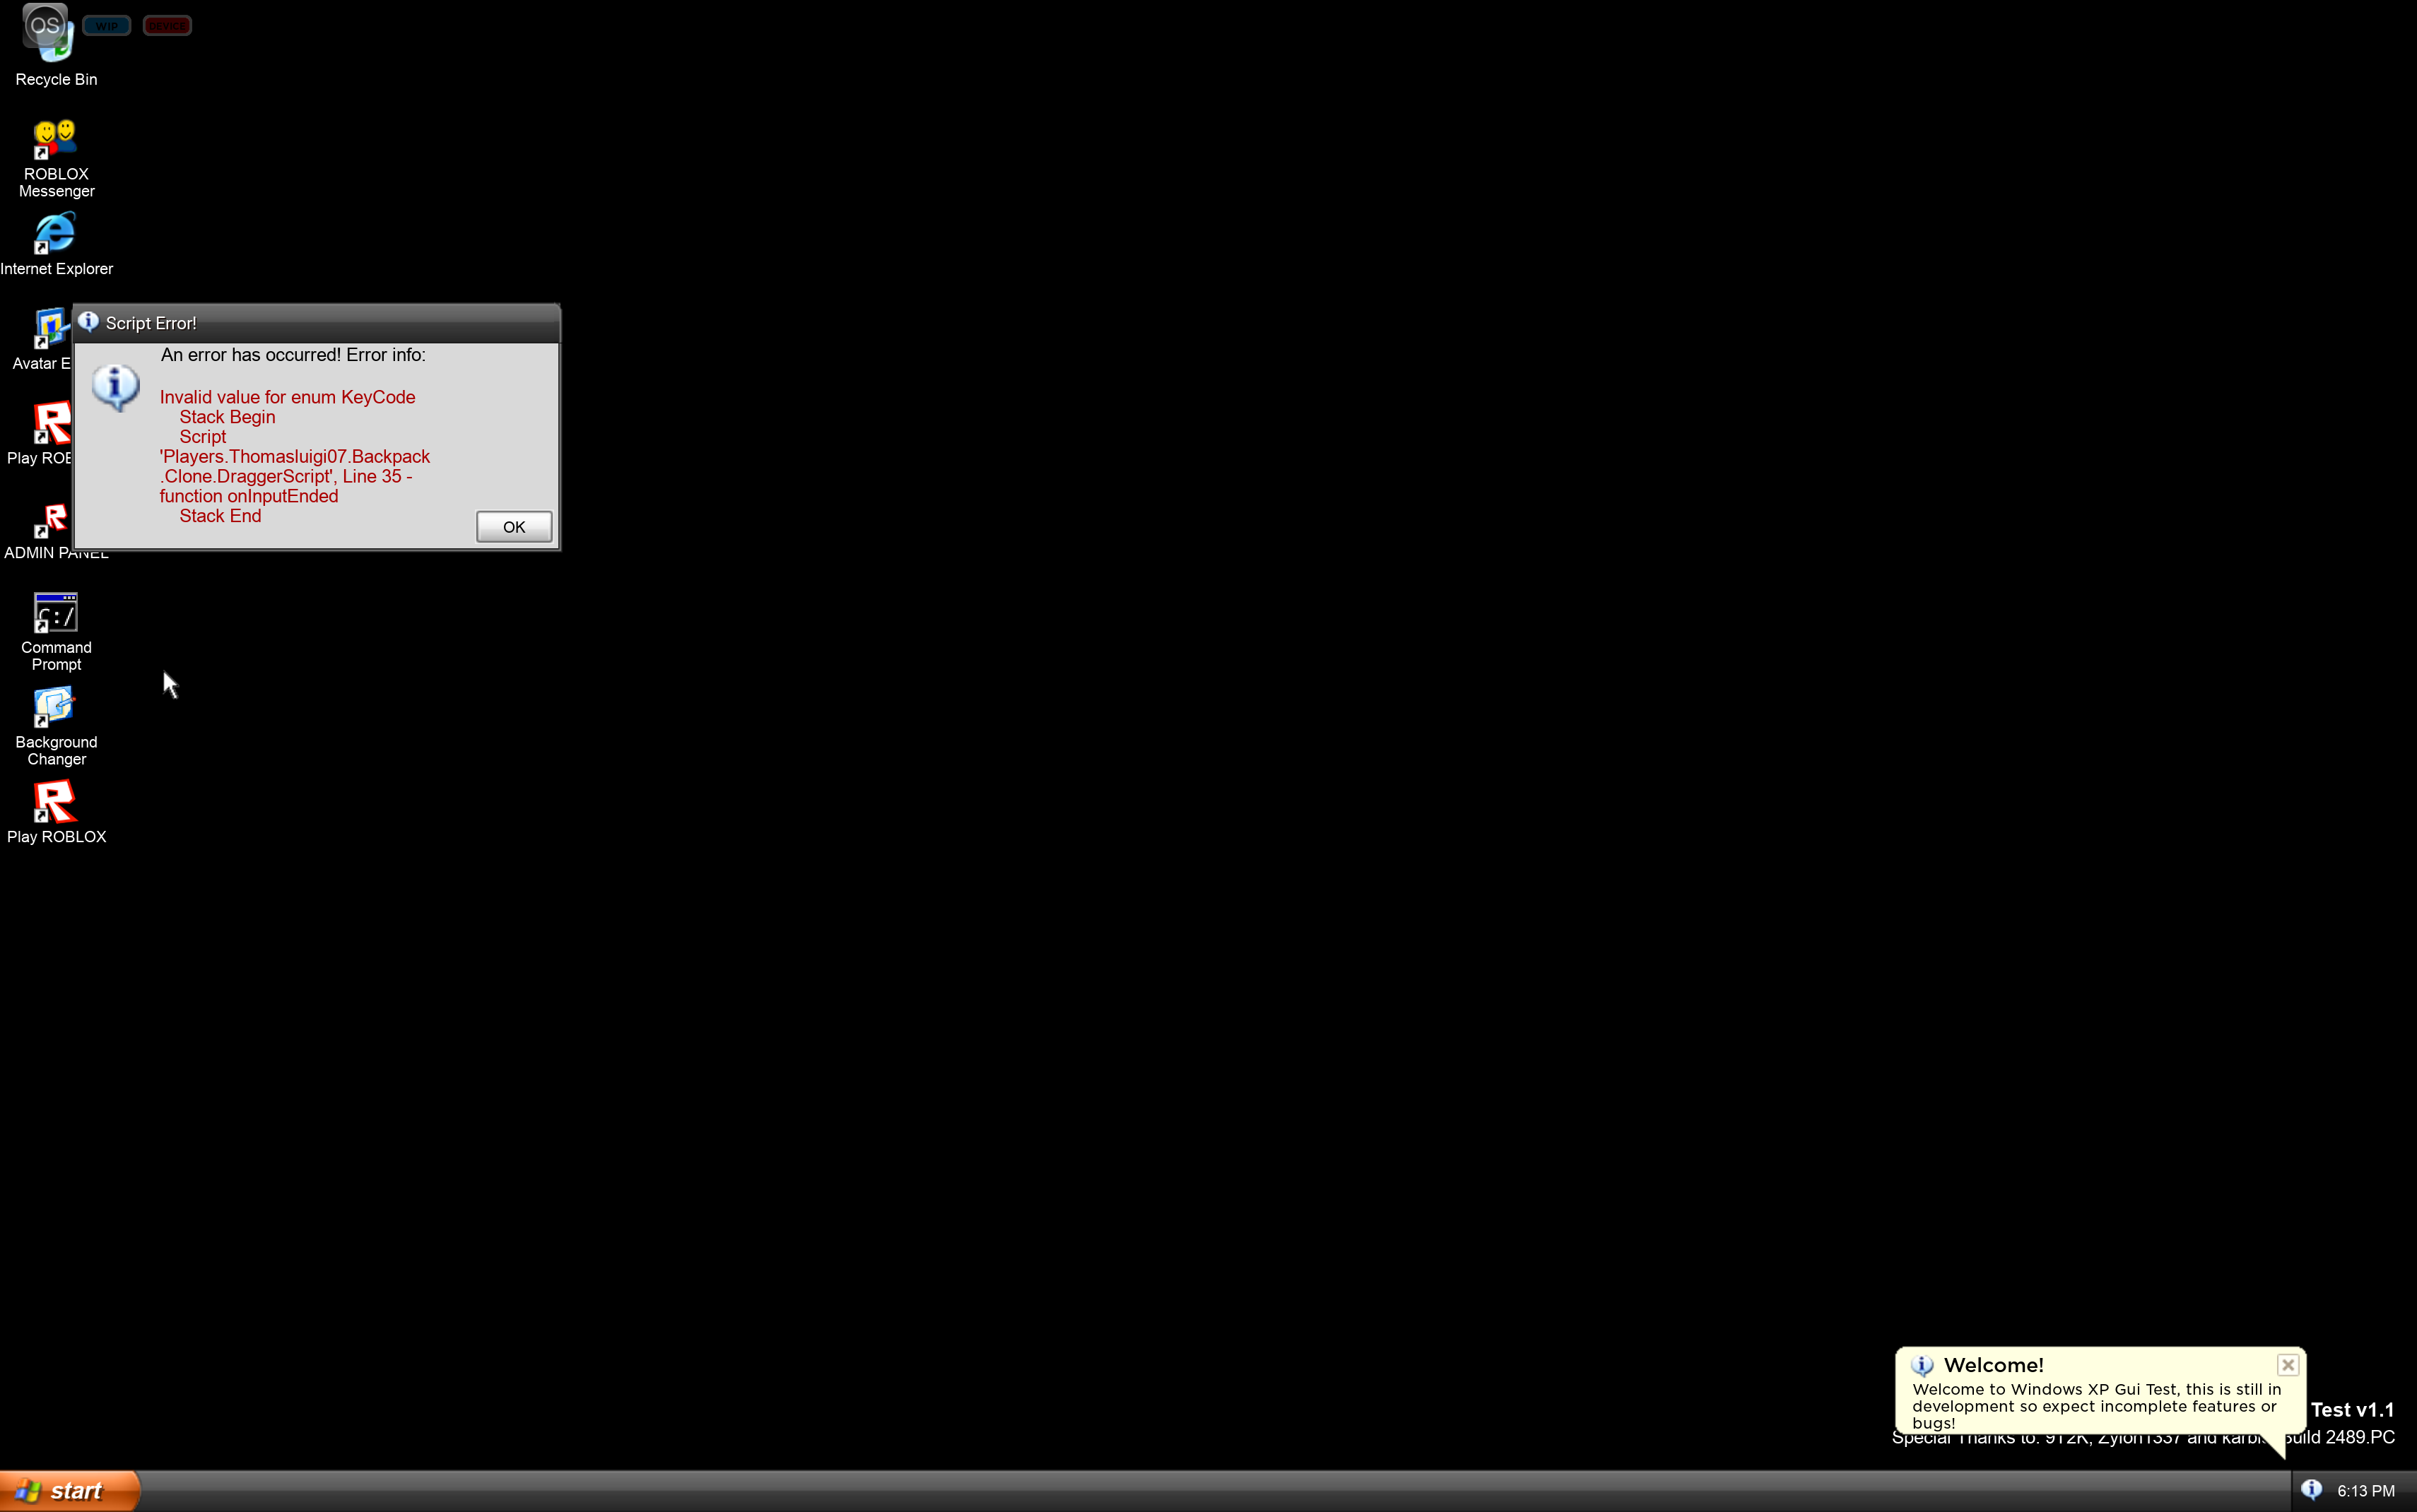 OS
WIP
DEVICE
Recycle Bin
ROBLOX
Messenger
Internet Explorer
Avatar E
Play ROB
ADMIN PANEL
C:/
Command
Prompt
Background
Changer
Play ROBLOX
Script Error!
An error has occurred! Error info:
Invalid value for enum KeyCode
Stack Begin
Script
'Players.Thomasluigi07.Backpack
.Clone.DraggerScript', Line 35 -
function onInputEnded
Stack End
OK
Welcome!
Welcome to Windows XP Gui Test, this is still in
development so expect incomplete features or
bugs!
Test v1.1
Special Thanks to: 912K, Zylon1337 and Build 2489.PC
start
6:13 PM